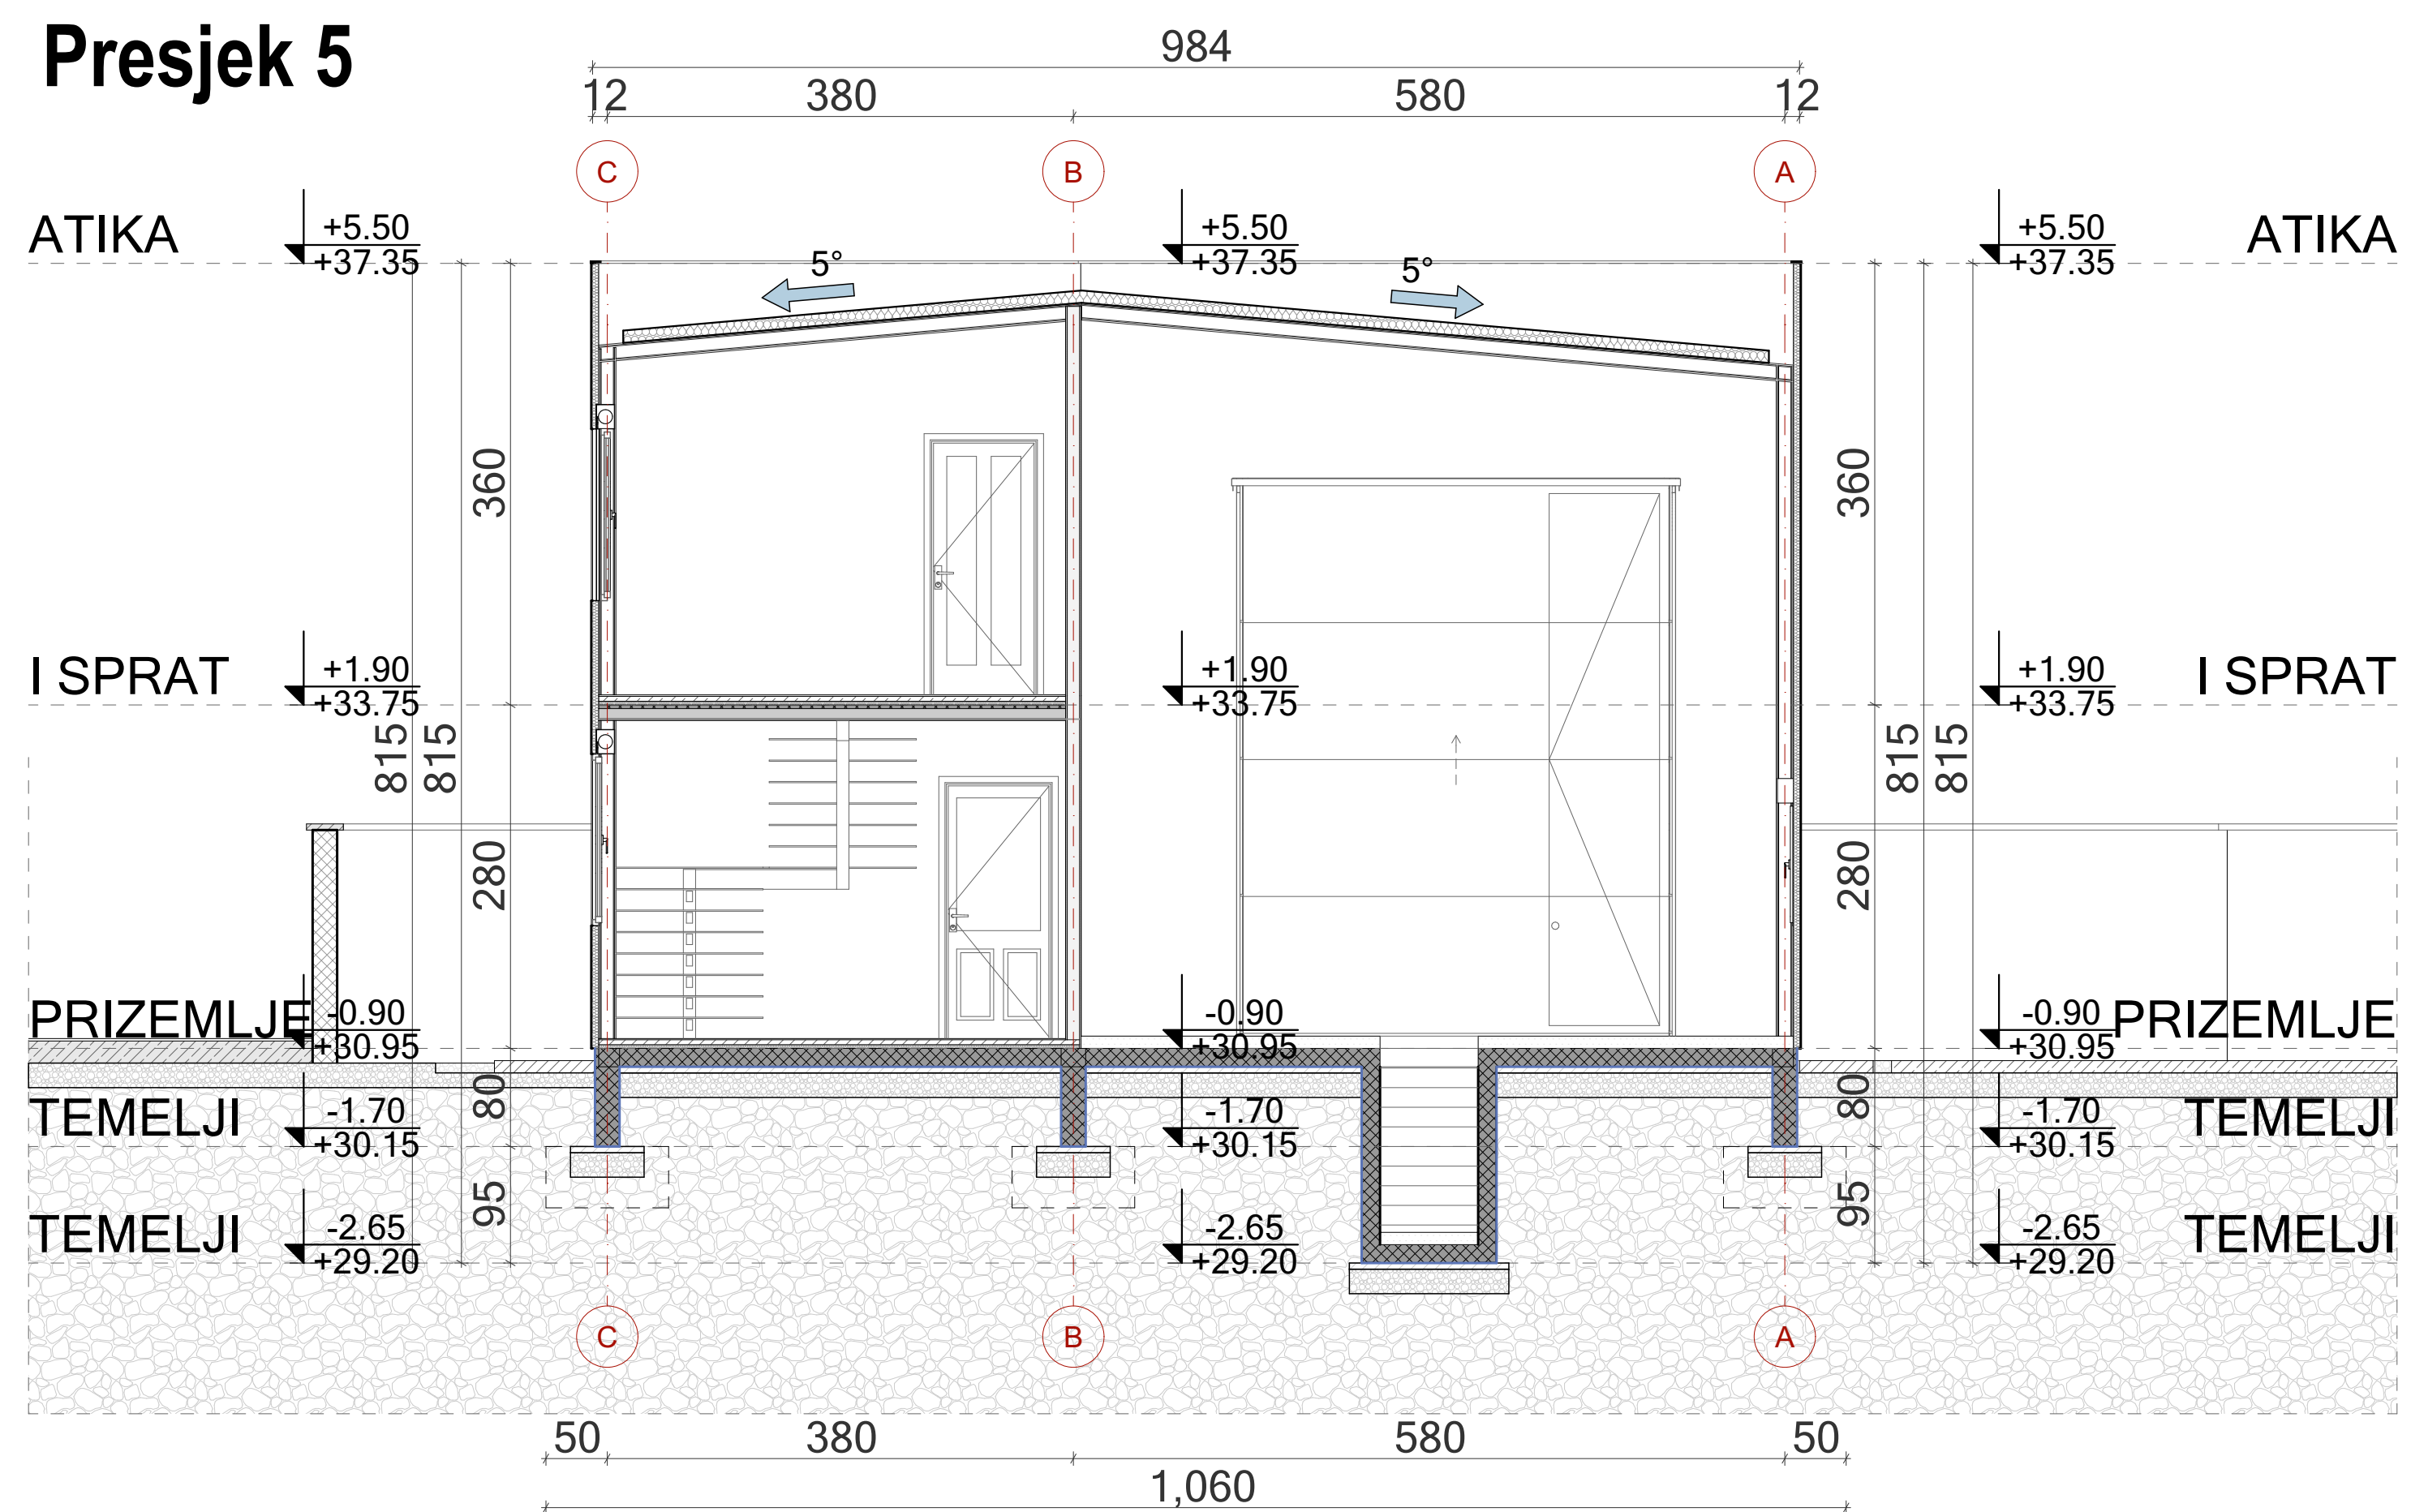 Presjek 5
984
12 380 580 12
C B A
ATIKA +5.50 +5.50 +5.50 ATIKA
+37.35 +37.35 +37.35
5° 5°
360 360
I SPRAT +1.90 +1.90 +1.90 I SPRAT
+33.75 +33.75 +33.75
815 815 815 815
280 280
PRIZEMLJE -0.90 -0.90 -0.90 PRIZEMLJE
+30.95 +30.95 +30.95
80 80
TEMELJI -1.70 -1.70 -1.70 TEMELJI
+30.15 +30.15 +30.15
95 95
TEMELJI -2.65 -2.65 -2.65 TEMELJI
+29.20 +29.20 +29.20
C B A
50 380 580 50
1,060